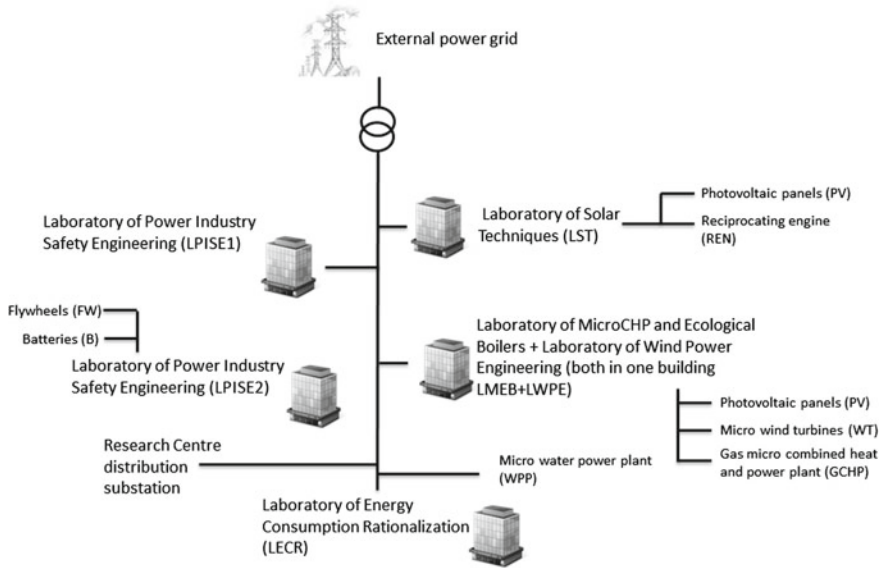 External power grid
Photovoltaic panels (PV)
Laboratory of Solar
Techniques (LST)
Reciprocating engine
(REN)
Laboratory of Power Industry
Safety Engineering (LPISE1)
Flywheels (FW)
Batteries (B)
Laboratory of Power Industry
Safety Engineering (LPISE2)
Laboratory of MicroCHP and Ecological
Boilers + Laboratory of Wind Power
Engineering (both in one building
LMEB+LWPE)
Photovoltaic panels (PV)
Micro wind turbines (WT)
Gas micro combined heat
and power plant (GCHP)
Research Centre
distribution
substation
Micro water power plant
(WPP)
Laboratory of Energy
Consumption Rationalization
(LECR)